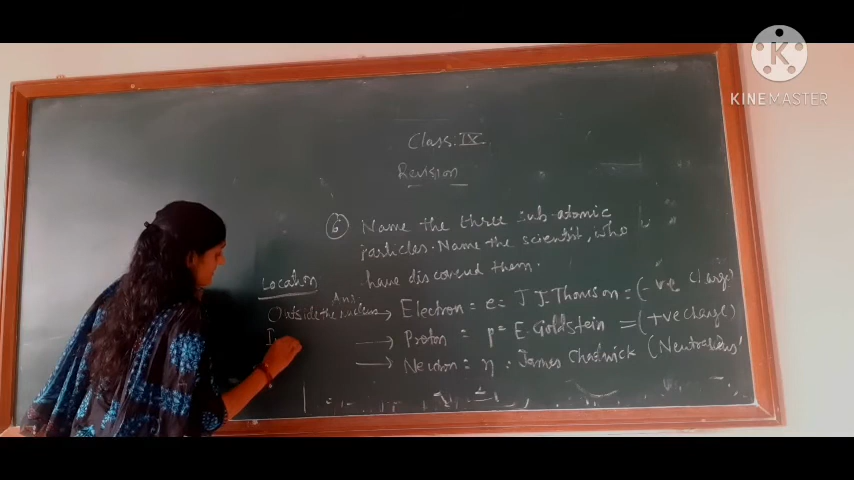 K
KINEMASTER
Class: IX
Revision
6 Name the three sub-atomic
particles. Name the scientist, who
have discovered them.
Location
Ans
Outside the nucleus → Electron = e = J J. Thomson = (-ve charge)
I → Proton = p = E. Goldstein = (+ve charge)
→ Neutron = η = James Chadwick (Neutral